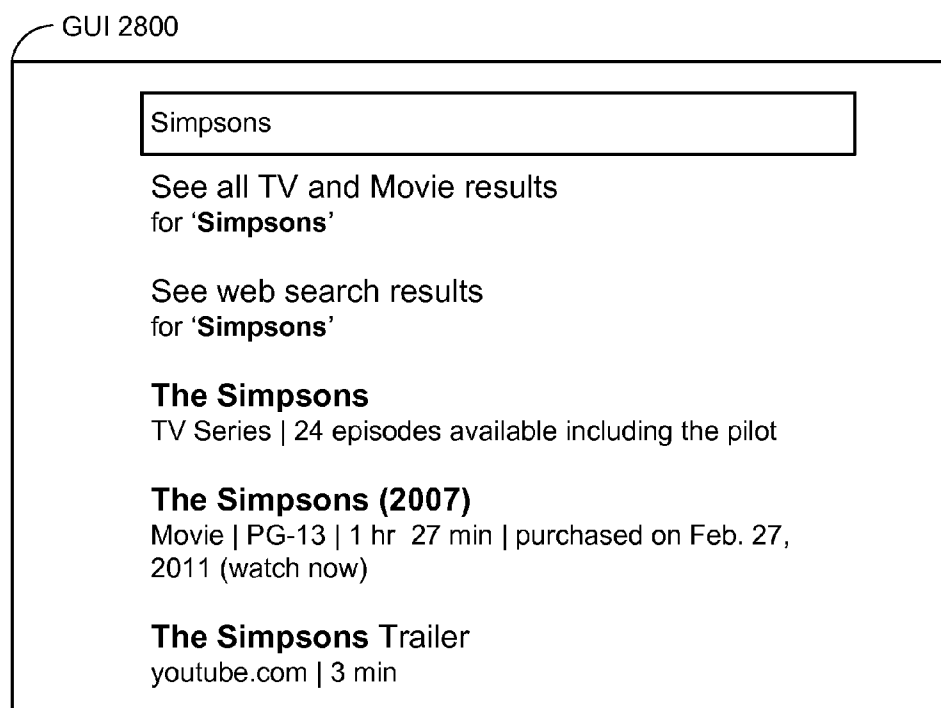 GUI 2800
Simpsons
See all TV and Movie results
for ‘Simpsons’
See web search results
for ‘Simpsons’
The Simpsons
TV Series | 24 episodes available including the pilot
The Simpsons (2007)
Movie | PG-13 | 1 hr  27 min | purchased on Feb. 27,
2011 (watch now)
The Simpsons Trailer
youtube.com | 3 min